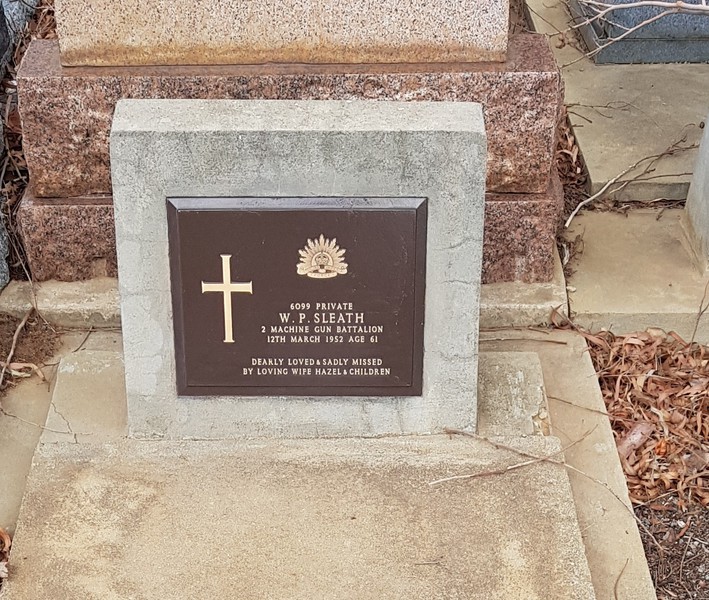 6099 PRIVATE
W. P. SLEATH
2 MACHINE GUN BATTALION
12TH MARCH 1952 AGE 61
DEARLY LOVED & SADLY MISSED
BY LOVING WIFE HAZEL & CHILDREN